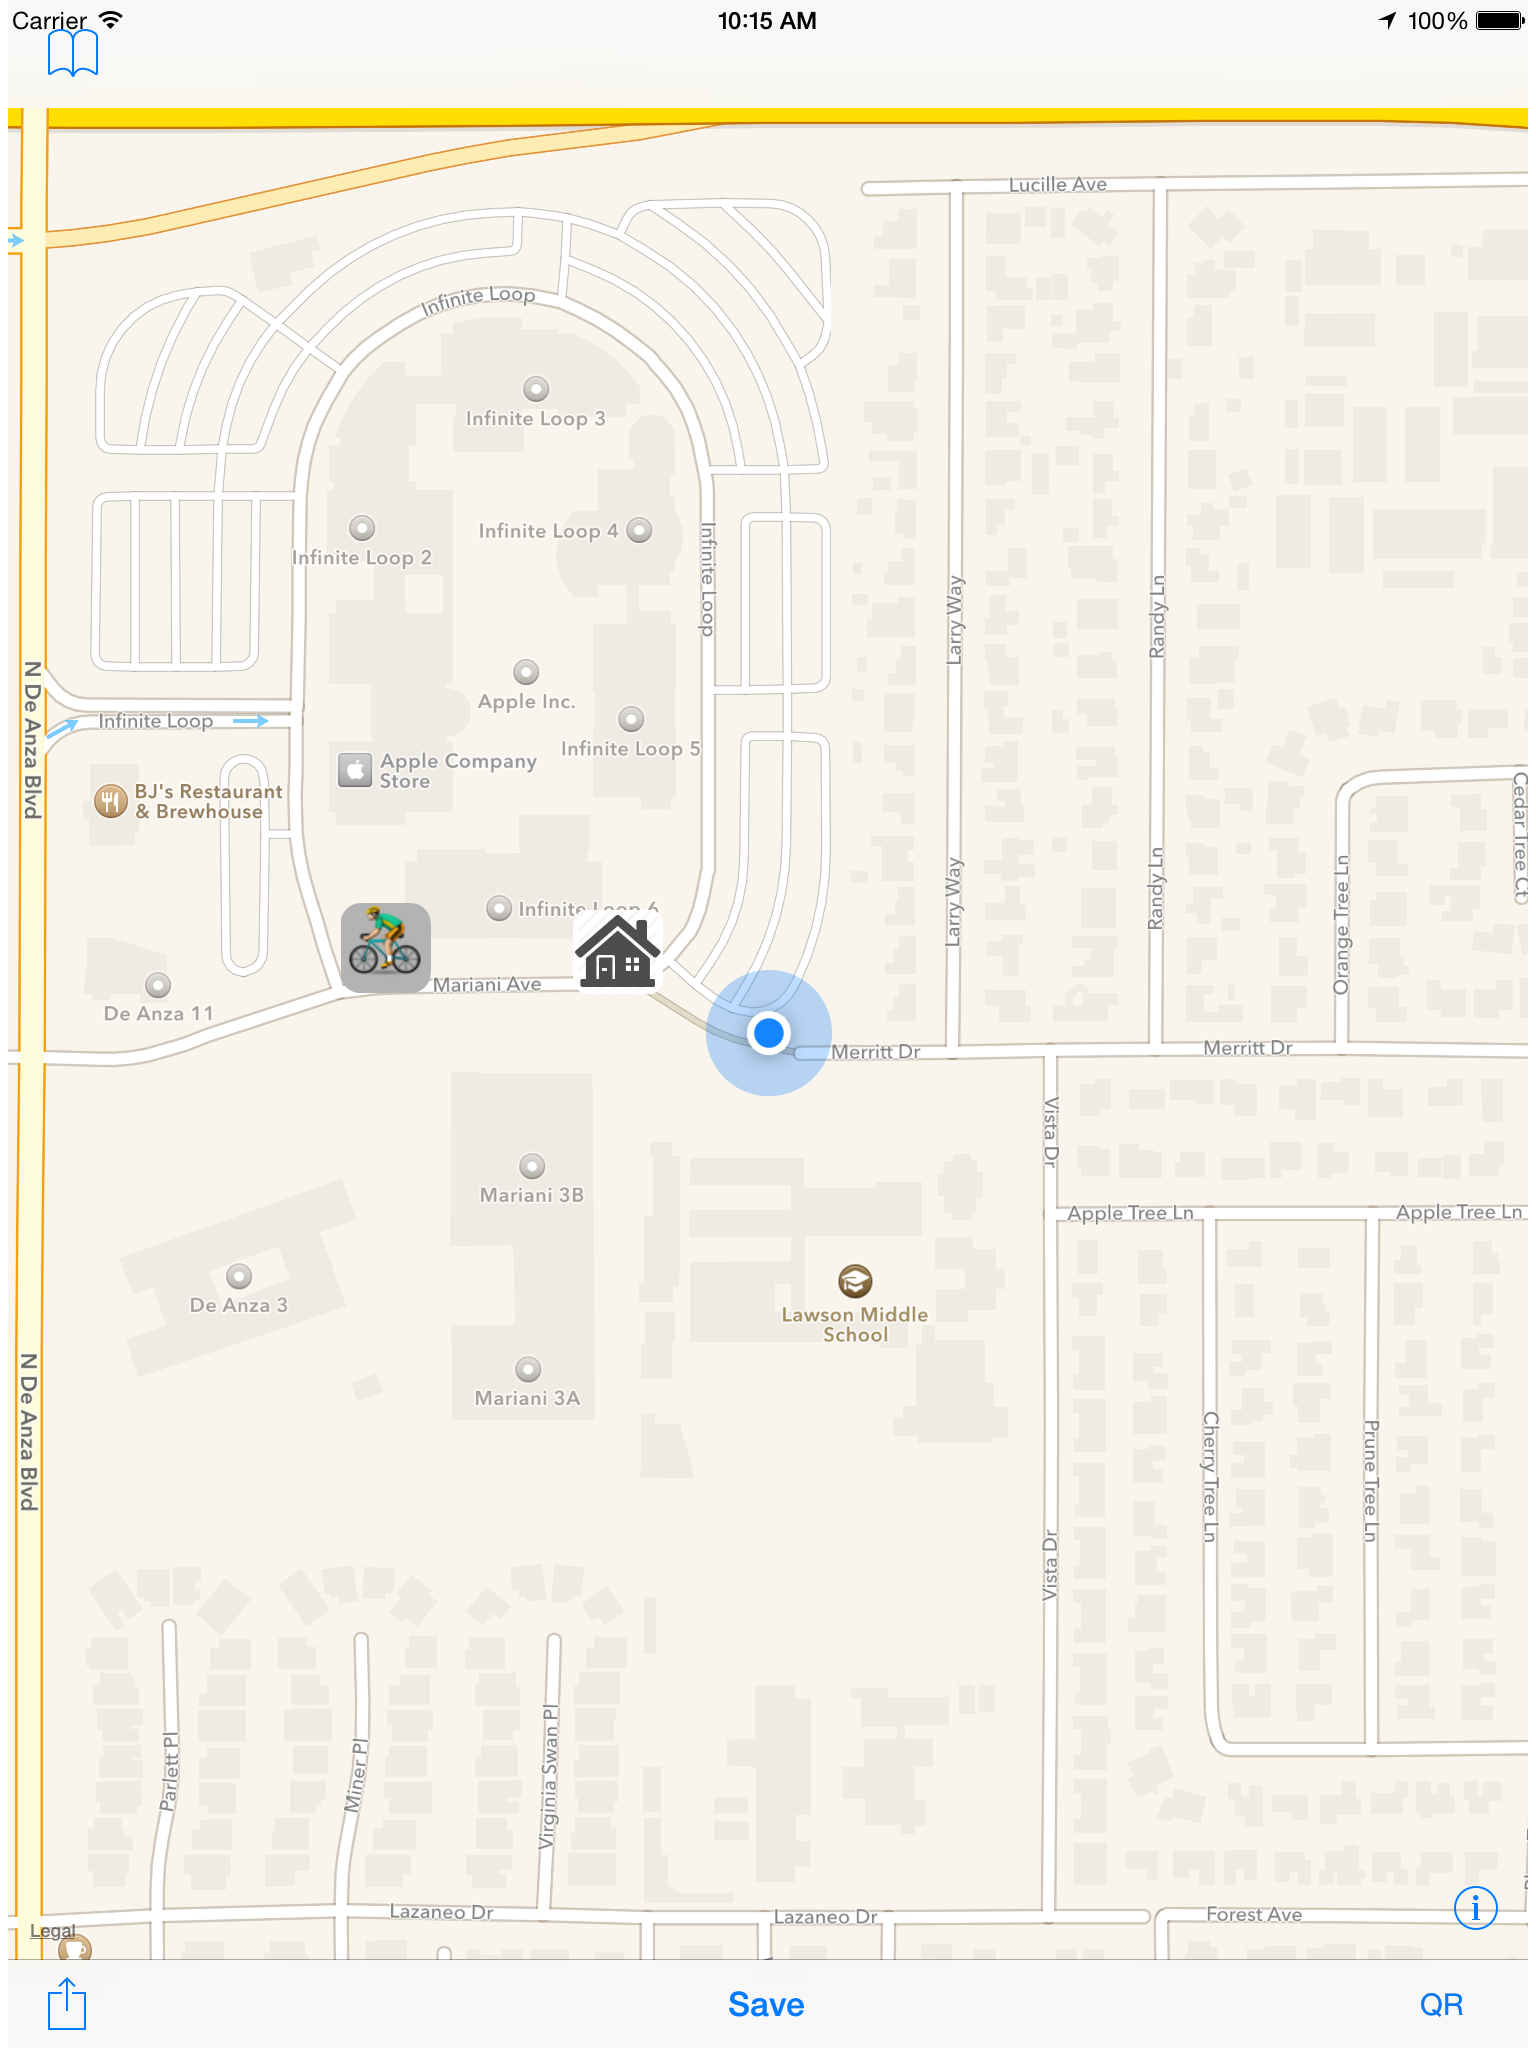 Carrier
10:15 AM
100%
Lucille Ave
Infinite Loop
Infinite Loop 3
Infinite Loop 2
Infinite Loop 4
Infinite Loop
Larry Way
Randy Ln
N De Anza Blvd
Apple Inc.
Infinite Loop
Infinite Loop 5
Apple Company
Store
BJ's Restaurant
& Brewhouse
Cedar Tree Ct
Larry Way
Randy Ln
Orange Tree Ln
Infinite Loop 6
Mariani Ave
De Anza 11
Merritt Dr
Merritt Dr
Vista Dr
Mariani 3B
Apple Tree Ln
Apple Tree Ln
De Anza 3
Lawson Middle
School
Mariani 3A
N De Anza Blvd
Cherry Tree Ln
Prune Tree Ln
Vista Dr
Parlett Pl
Miner Pl
Virginia Swan Pl
Lazaneo Dr
Lazaneo Dr
Forest Ave
Legal
Save
QR